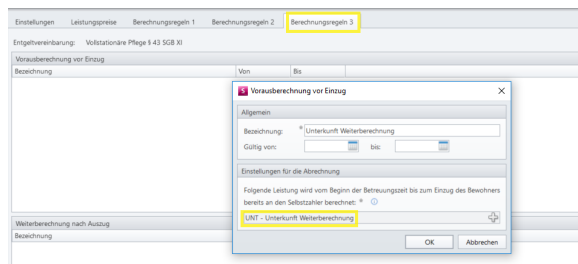 Einstellungen Leistungspreise Berechnungsregeln 1 Berechnungsregeln 2 Berechnungsregeln 3
Entgeltvereinbarung: Vollstationäre Pflege § 43 SGB XI
Vorausberechnung vor Einzug
Bezeichnung Von Bis
S Vorausberechnung vor Einzug
Allgemein
Bezeichnung: * Unterkunft Weiterberechnung
Gültig von: bis:
Einstellungen für die Abrechnung
Folgende Leistung wird vom Beginn der Betreuungszeit bis zum Einzug des Bewohners
bereits an den Selbstzahler berechnet: *
UNT - Unterkunft Weiterberechnung
OK Abbrechen
Weiterberechnung nach Auszug
Bezeichnung